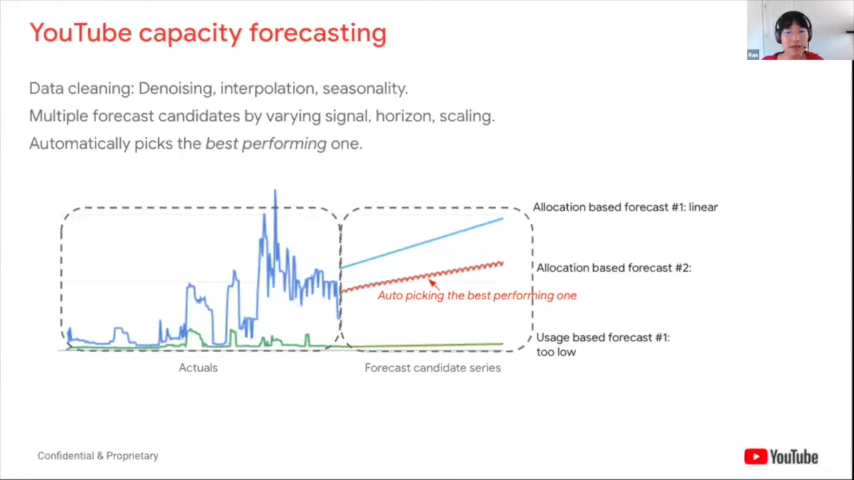 YouTube capacity forecasting
Data cleaning: Denoising, interpolation, seasonality.
Multiple forecast candidates by varying signal, horizon, scaling.
Automatically picks the best performing one.
Allocation based forecast #1: linear
Allocation based forecast #2:
Auto picking the best performing one
Usage based forecast #1:
too low
Actuals
Forecast candidate series
Confidential & Proprietary
YouTube